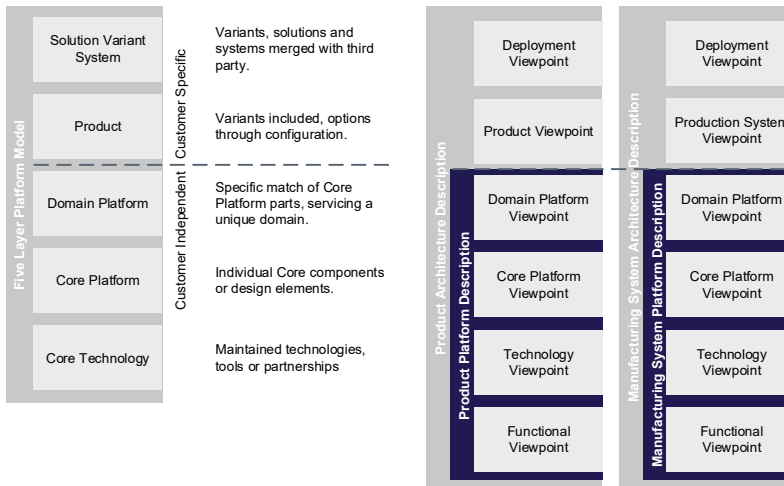 Five Layer Platform Model
Solution Variant
System
Product
Domain Platform
Core Platform
Core Technology
Customer Independent | Customer Specific
Variants, solutions and
systems merged with third
party.
Variants included, options
through configuration.
Specific match of Core
Platform parts, servicing a
unique domain.
Individual Core components
or design elements.
Maintained technologies,
tools or partnerships
Product Architecture Description
Product Platform Description
Deployment
Viewpoint
Product Viewpoint
Domain Platform
Viewpoint
Core Platform
Viewpoint
Technology
Viewpoint
Functional
Viewpoint
Manufacturing System Architecture Description
Manufacturing System Platform Description
Deployment
Viewpoint
Production System
Viewpoint
Domain Platform
Viewpoint
Core Platform
Viewpoint
Technology
Viewpoint
Functional
Viewpoint